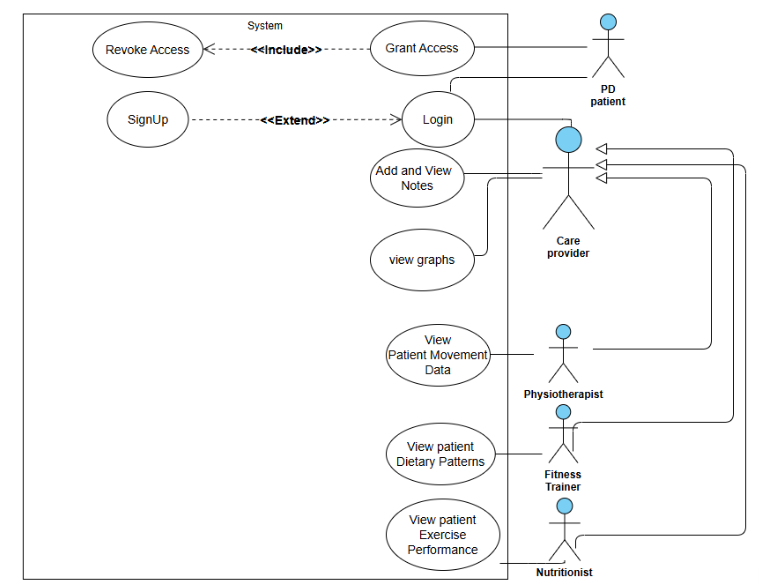 System
Revoke Access
<<Include>>
Grant Access
PD
patient
SignUp
<<Extend>>
Login
Add and View
Notes
Care
provider
view graphs
View
Patient Movement
Data
Physiotherapist
View patient
Dietary Patterns
Fitness
Trainer
View patient
Exercise
Performance
Nutritionist